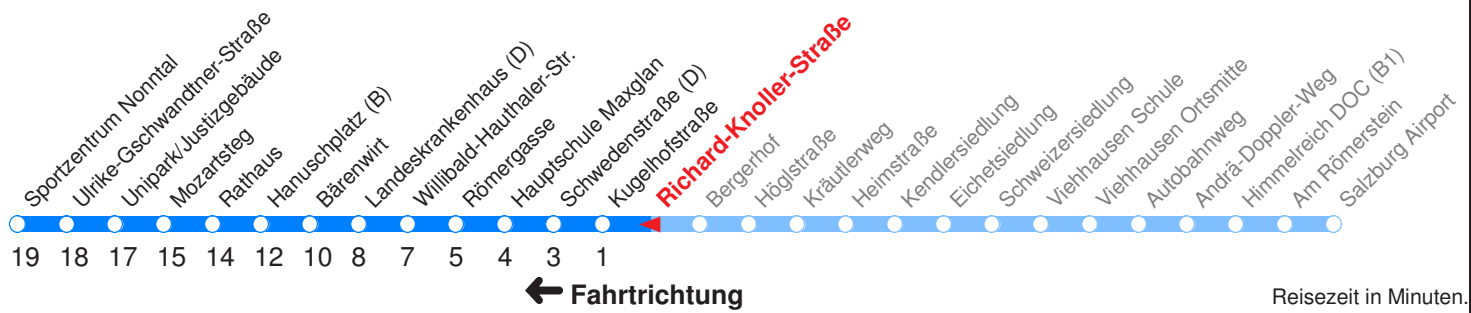 Sportzentrum Nonntal
Ulrike-Gschwandtner-Straße
Unipark/Justizgebäude
Mozartsteg
Rathaus
Hanuschplatz (B)
Bärenwirt
Landeskrankenhaus (D)
Willibald-Hauthaler-Str.
Römergasse
Hauptschule Maxglan
Schwedenstraße (D)
Kugelhofstraße
Richard-Knoller-Straße
Bergerhof
Höglstraße
Kräutlerweg
Heimstraße
Kendlersiedlung
Eichetsiedlung
Schweizersiedlung
Viehhausen Schule
Viehhausen Ortsmitte
Autobahnweg
Andrä-Doppler-Weg
Himmelreich DOC (B1)
Am Römerstein
Salzburg Airport
19 18 17 15 14 12 10 8 7 5 4 3 1
Fahrtrichtung
Reisezeit in Minuten.